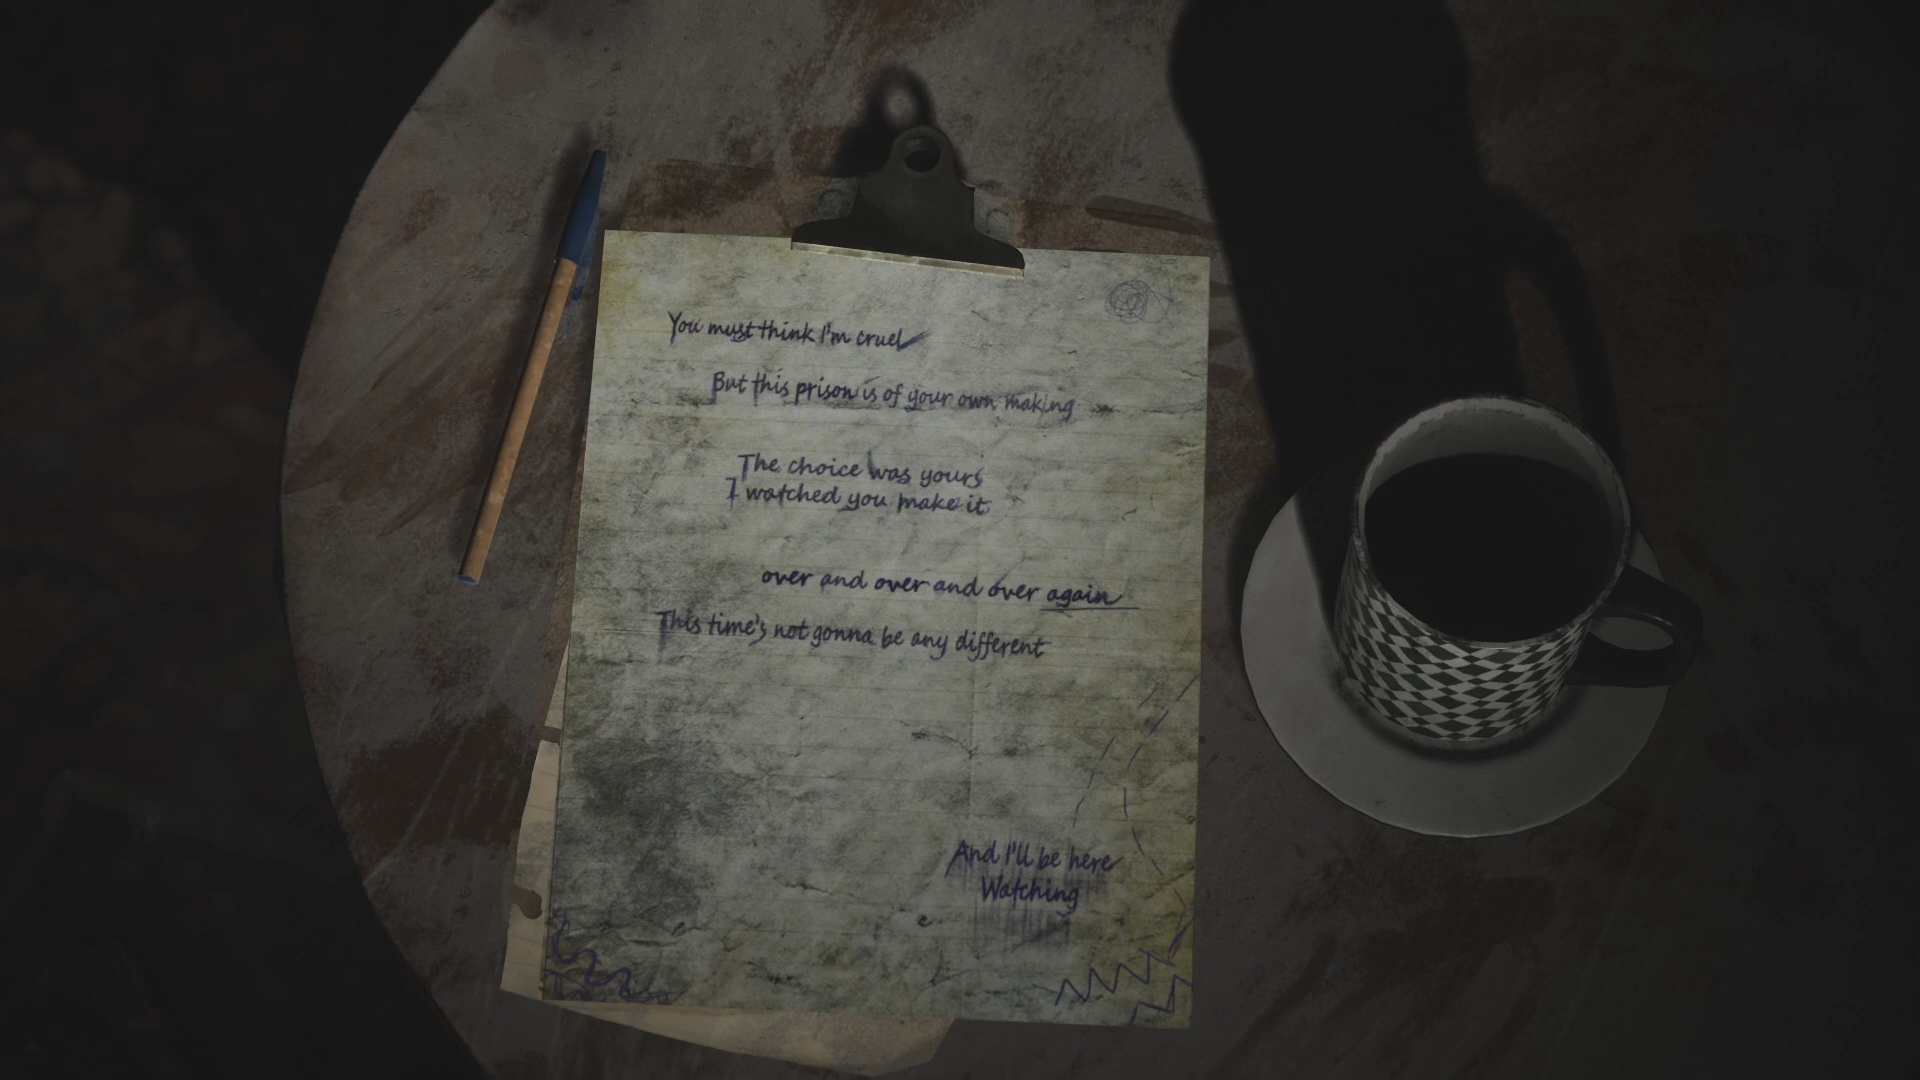 You must think I'm cruel
But this prison is of your own making
The choice was yours
I watched you make it
over and over and over again
This time's not gonna be any different
And I'll be here
Watching